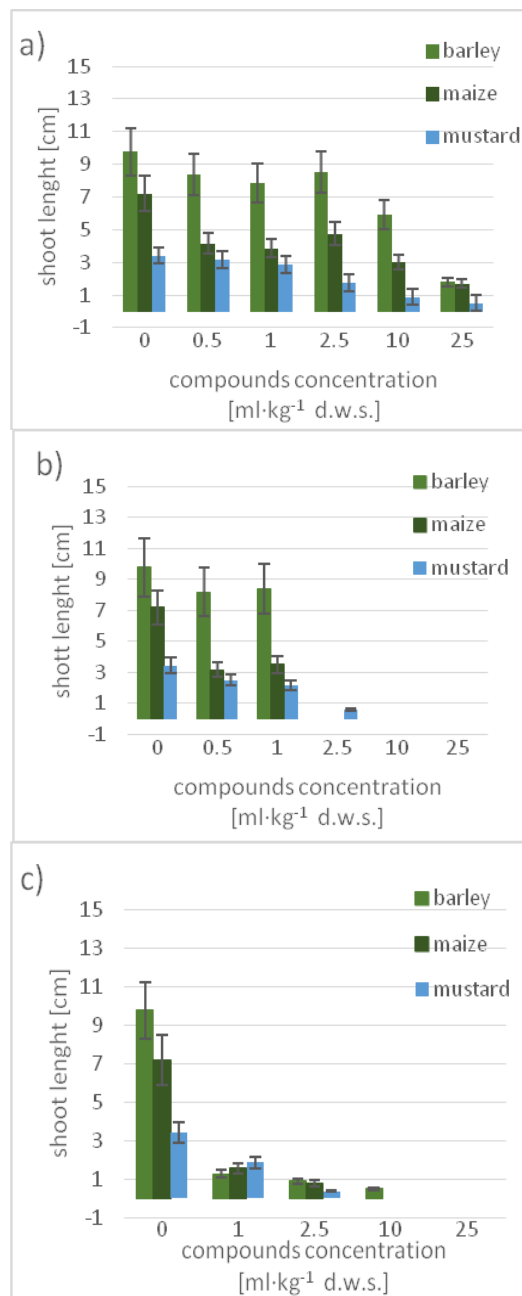 a)
barley
maize
mustard
15
13
11
9
7
5
3
1
-1
shoot lenght [cm]
0 0.5 1 2.5 10 25
compounds concentration
[ml·kg⁻¹ d.w.s.]
b)
barley
maize
mustard
15
13
11
9
7
5
3
1
-1
shott lenght [cm]
0 0.5 1 2.5 10 25
compounds concentration
[ml·kg⁻¹ d.w.s.]
c)
barley
maize
mustard
15
13
11
9
7
5
3
1
-1
shoot lenght [cm]
0 1 2.5 10 25
compounds concentration
[ml·kg⁻¹ d.w.s.]